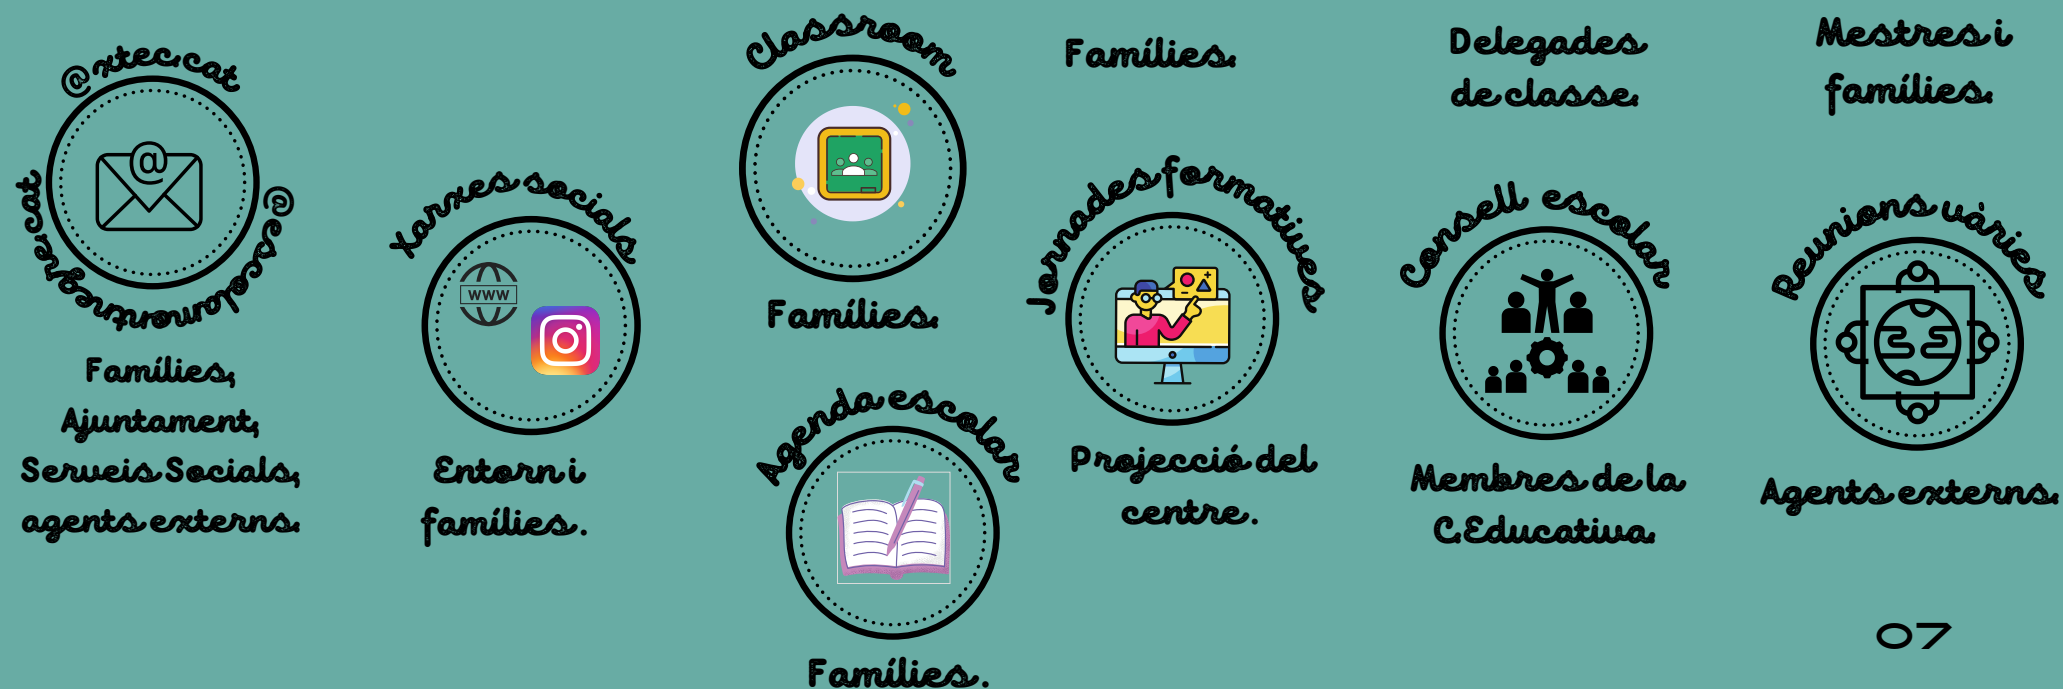 @xtec.cat
Famílies,
Ajuntament,
Serveis Socials,
agents externs.
Xarxes socials
www
Entorn i
famílies.
Classroom
Famílies.
Agenda escolar
Famílies.
Famílies.
Jornades formatives
Projecció del
centre.
Delegades
de classe.
Consell escolar
Membres de la
C.Educativa.
Mestres i
famílies.
Reunions vàries
Agents externs.
07